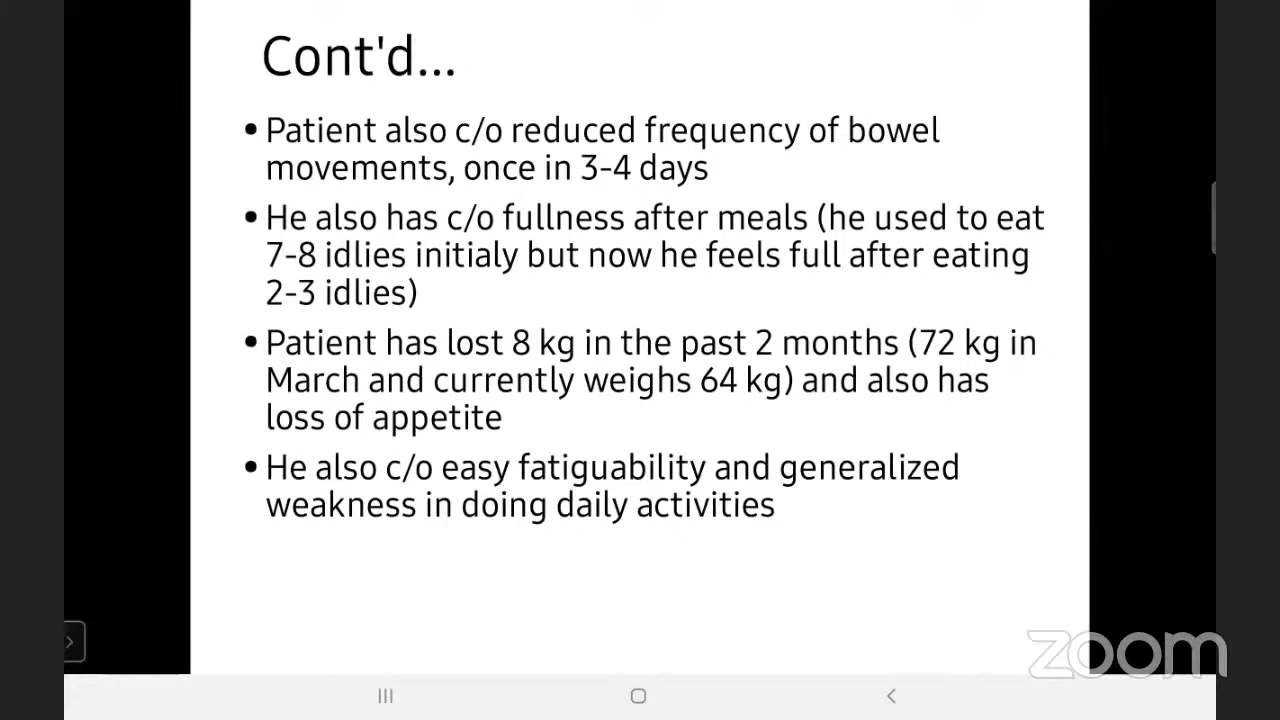 Cont'd...
• Patient also c/o reduced frequency of bowel
movements, once in 3-4 days
• He also has c/o fullness after meals (he used to eat
7-8 idlies initialy but now he feels full after eating
2-3 idlies)
• Patient has lost 8 kg in the past 2 months (72 kg in
March and currently weighs 64 kg) and also has
loss of appetite
• He also c/o easy fatiguability and generalized
weakness in doing daily activities
zoom